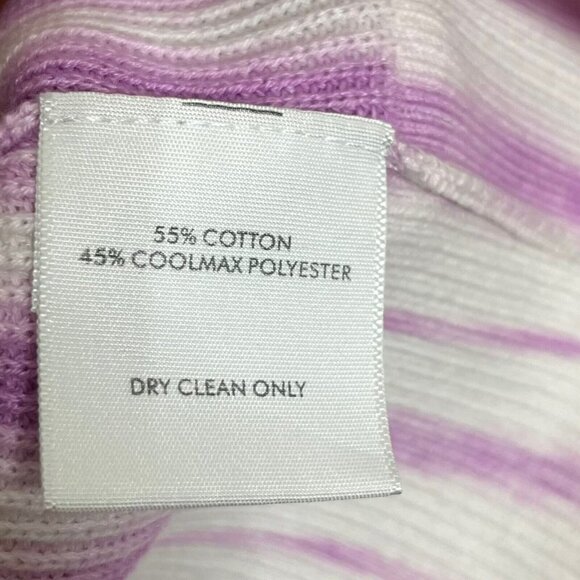 55% COTTON
45% COOLMAX POLYESTER
DRY CLEAN ONLY